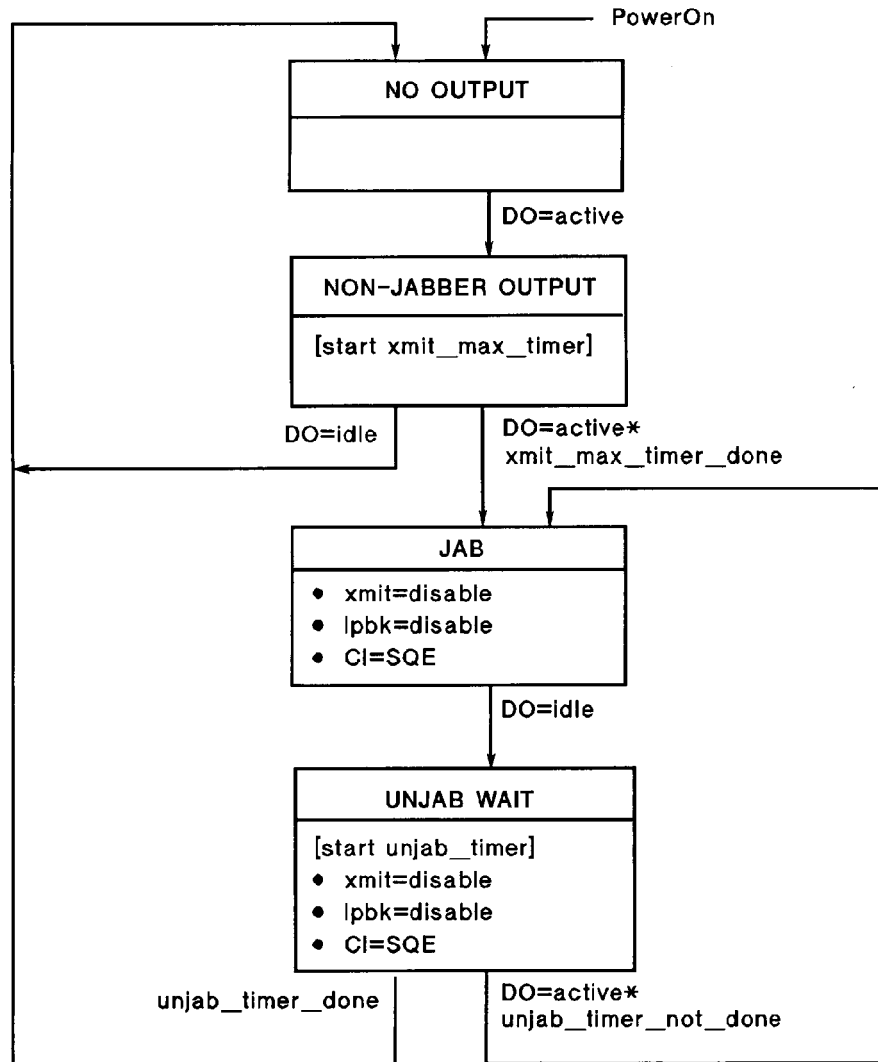 PowerOn
NO OUTPUT
DO=active
NON-JABBER OUTPUT
[start xmit_max_timer]
DO=idle
DO=active*
xmit_max_timer_done
JAB
• xmit=disable
• lpbk=disable
• CI=SQE
DO=idle
UNJAB WAIT
[start unjab_timer]
• xmit=disable
• lpbk=disable
• CI=SQE
unjab_timer_done
DO=active*
unjab_timer_not_done